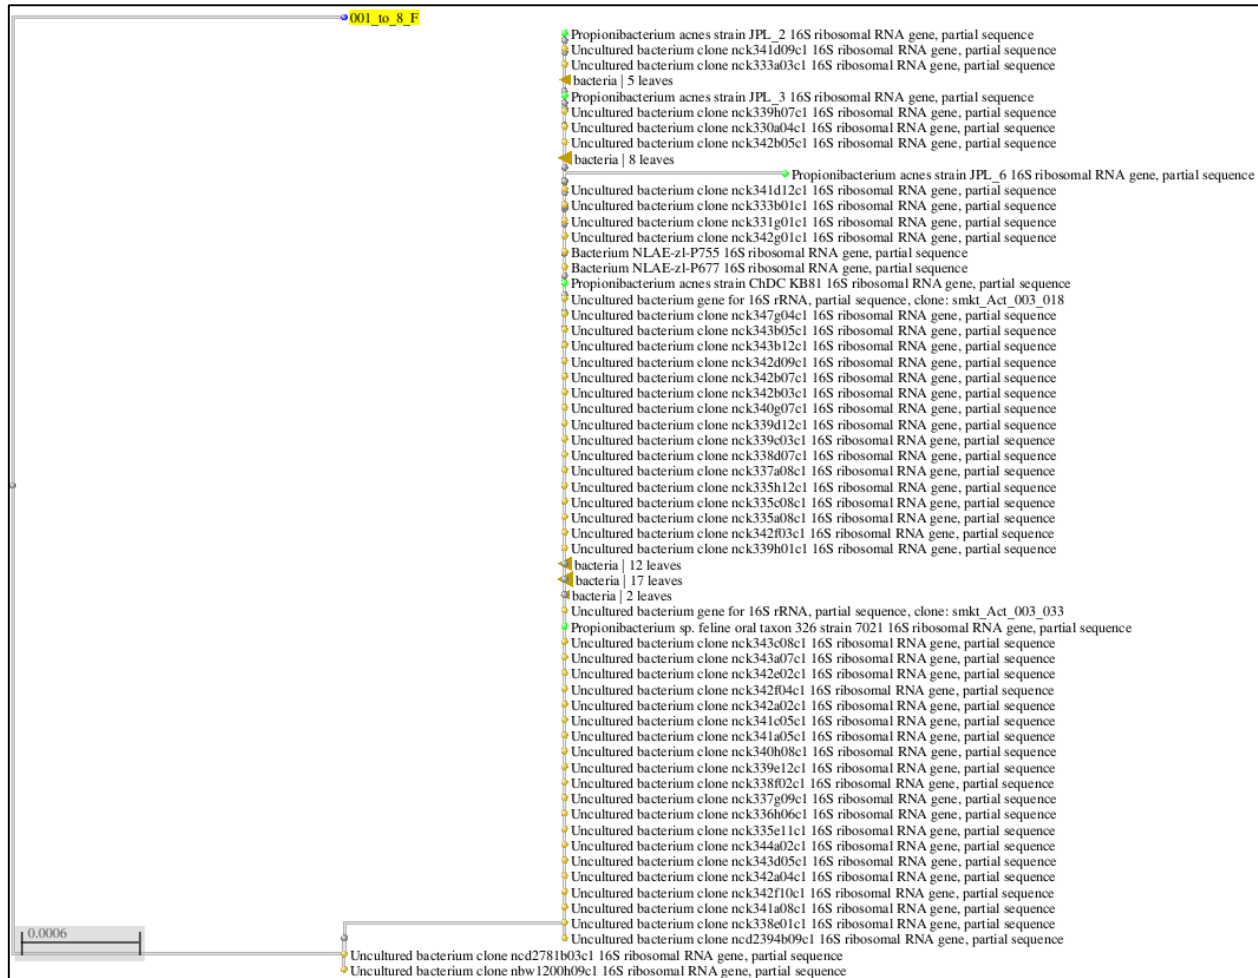 001_to_8_F
Propionibacterium acnes strain JPL_2 16S ribosomal RNA gene, partial sequence
Uncultured bacterium clone nck341d09c1 16S ribosomal RNA gene, partial sequence
Uncultured bacterium clone nck333a03c1 16S ribosomal RNA gene, partial sequence
bacteria | 5 leaves
Propionibacterium acnes strain JPL_3 16S ribosomal RNA gene, partial sequence
Uncultured bacterium clone nck339h07c1 16S ribosomal RNA gene, partial sequence
Uncultured bacterium clone nck330a04c1 16S ribosomal RNA gene, partial sequence
Uncultured bacterium clone nck342b05c1 16S ribosomal RNA gene, partial sequence
bacteria | 8 leaves
Propionibacterium acnes strain JPL_6 16S ribosomal RNA gene, partial sequence
Uncultured bacterium clone nck341d12c1 16S ribosomal RNA gene, partial sequence
Uncultured bacterium clone nck333b01c1 16S ribosomal RNA gene, partial sequence
Uncultured bacterium clone nck331g01c1 16S ribosomal RNA gene, partial sequence
Uncultured bacterium clone nck342g01c1 16S ribosomal RNA gene, partial sequence
Bacterium NLAE-zl-P755 16S ribosomal RNA gene, partial sequence
Bacterium NLAE-zl-P677 16S ribosomal RNA gene, partial sequence
Propionibacterium acnes strain ChDC KB81 16S ribosomal RNA gene, partial sequence
Uncultured bacterium gene for 16S rRNA, partial sequence, clone: smkt_Act_003_018
Uncultured bacterium clone nck347g04c1 16S ribosomal RNA gene, partial sequence
Uncultured bacterium clone nck343b05c1 16S ribosomal RNA gene, partial sequence
Uncultured bacterium clone nck343b12c1 16S ribosomal RNA gene, partial sequence
Uncultured bacterium clone nck342d09c1 16S ribosomal RNA gene, partial sequence
Uncultured bacterium clone nck342b07c1 16S ribosomal RNA gene, partial sequence
Uncultured bacterium clone nck342b03c1 16S ribosomal RNA gene, partial sequence
Uncultured bacterium clone nck340g07c1 16S ribosomal RNA gene, partial sequence
Uncultured bacterium clone nck339d12c1 16S ribosomal RNA gene, partial sequence
Uncultured bacterium clone nck339c03c1 16S ribosomal RNA gene, partial sequence
Uncultured bacterium clone nck338d07c1 16S ribosomal RNA gene, partial sequence
Uncultured bacterium clone nck337a08c1 16S ribosomal RNA gene, partial sequence
Uncultured bacterium clone nck335h12c1 16S ribosomal RNA gene, partial sequence
Uncultured bacterium clone nck335c08c1 16S ribosomal RNA gene, partial sequence
Uncultured bacterium clone nck335a08c1 16S ribosomal RNA gene, partial sequence
Uncultured bacterium clone nck342f03c1 16S ribosomal RNA gene, partial sequence
Uncultured bacterium clone nck339h01c1 16S ribosomal RNA gene, partial sequence
bacteria | 12 leaves
bacteria | 17 leaves
bacteria | 2 leaves
Uncultured bacterium gene for 16S rRNA, partial sequence, clone: smkt_Act_003_033
Propionibacterium sp. feline oral taxon 326 strain 7021 16S ribosomal RNA gene, partial sequence
Uncultured bacterium clone nck343c08c1 16S ribosomal RNA gene, partial sequence
Uncultured bacterium clone nck343a07c1 16S ribosomal RNA gene, partial sequence
Uncultured bacterium clone nck342e02c1 16S ribosomal RNA gene, partial sequence
Uncultured bacterium clone nck342f04c1 16S ribosomal RNA gene, partial sequence
Uncultured bacterium clone nck342a02c1 16S ribosomal RNA gene, partial sequence
Uncultured bacterium clone nck341c05c1 16S ribosomal RNA gene, partial sequence
Uncultured bacterium clone nck341a05c1 16S ribosomal RNA gene, partial sequence
Uncultured bacterium clone nck340h08c1 16S ribosomal RNA gene, partial sequence
Uncultured bacterium clone nck339e12c1 16S ribosomal RNA gene, partial sequence
Uncultured bacterium clone nck338f02c1 16S ribosomal RNA gene, partial sequence
Uncultured bacterium clone nck337g09c1 16S ribosomal RNA gene, partial sequence
Uncultured bacterium clone nck336h06c1 16S ribosomal RNA gene, partial sequence
Uncultured bacterium clone nck335e11c1 16S ribosomal RNA gene, partial sequence
Uncultured bacterium clone nck344a02c1 16S ribosomal RNA gene, partial sequence
Uncultured bacterium clone nck343d05c1 16S ribosomal RNA gene, partial sequence
Uncultured bacterium clone nck342a04c1 16S ribosomal RNA gene, partial sequence
Uncultured bacterium clone nck342f10c1 16S ribosomal RNA gene, partial sequence
Uncultured bacterium clone nck341a08c1 16S ribosomal RNA gene, partial sequence
Uncultured bacterium clone nck338e01c1 16S ribosomal RNA gene, partial sequence
Uncultured bacterium clone ncd2394b09c1 16S ribosomal RNA gene, partial sequence
0.0006
Uncultured bacterium clone ncd2781b03c1 16S ribosomal RNA gene, partial sequence
Uncultured bacterium clone nbw1200h09c1 16S ribosomal RNA gene, partial sequence